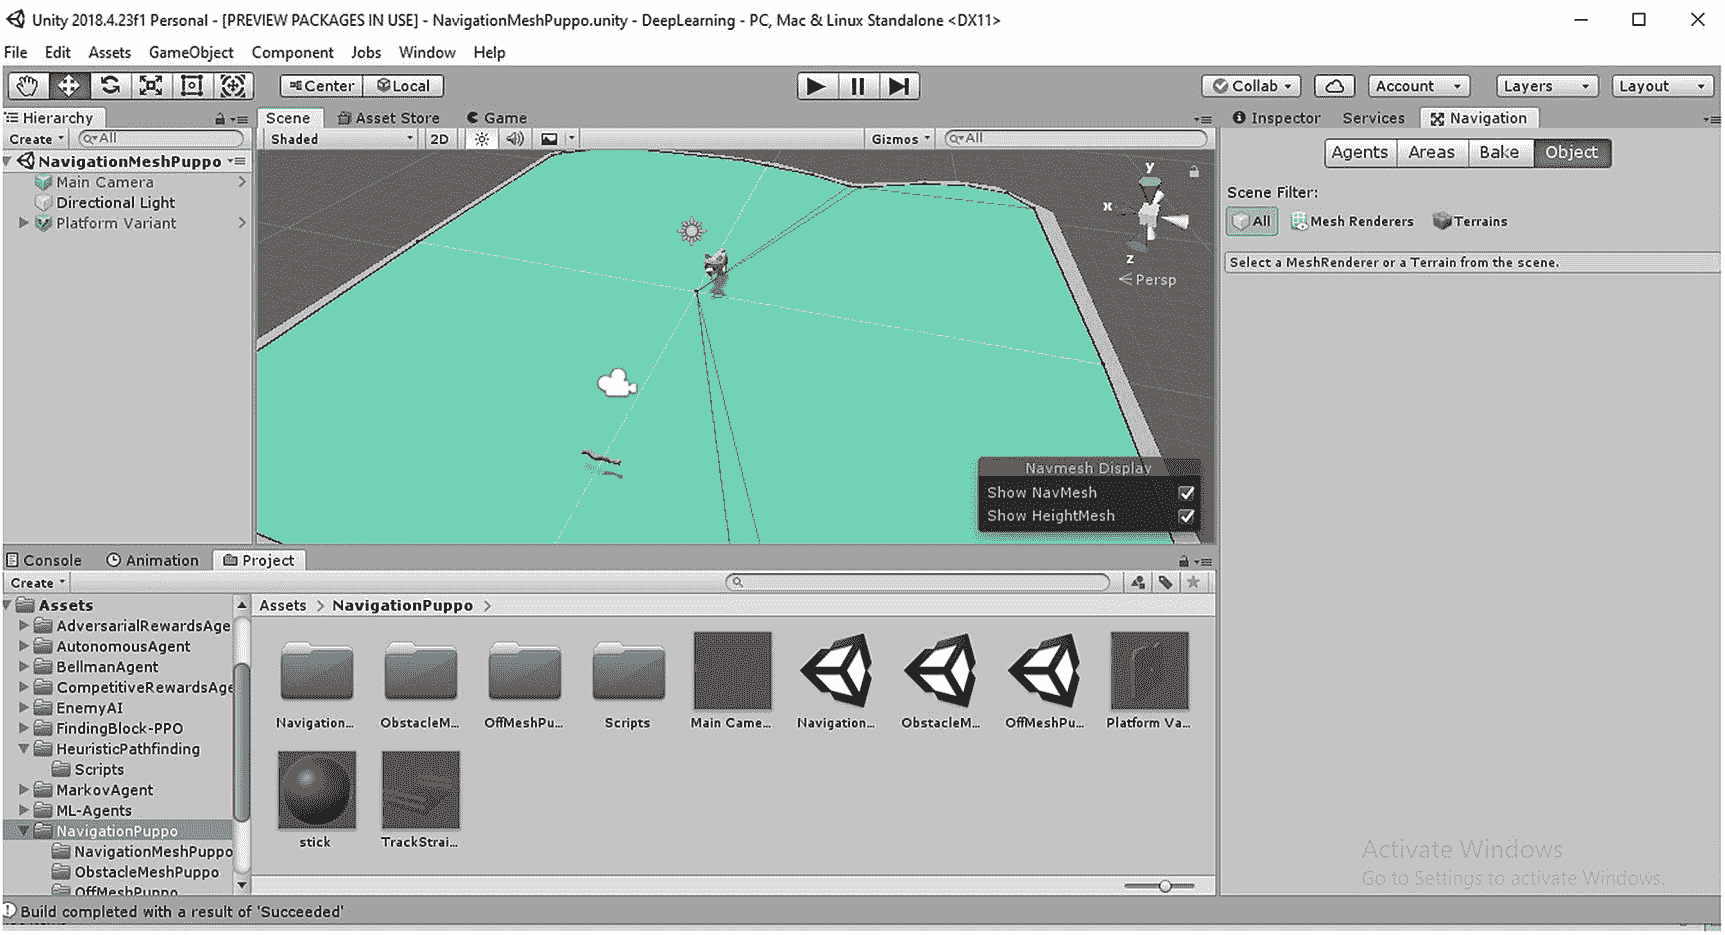 Unity 2018.4.23f1 Personal - [PREVIEW PACKAGES IN USE] - NavigationMeshPuppo.unity - DeepLearning - PC, Mac & Linux Standalone <DX11>
File Edit Assets GameObject Component Jobs Window Help
Center Local Collab Account Layers Layout
Hierarchy
Create All
NavigationMeshPuppo
Main Camera
Directional Light
Platform Variant
Scene Asset Store Game
Shaded 2D Gizmos All
y
x
z
Persp
Navmesh Display
Show NavMesh
Show HeightMesh
Inspector Services Navigation
Agents Areas Bake Object
Scene Filter:
All Mesh Renderers Terrains
Select a MeshRenderer or a Terrain from the scene.
Console Animation Project
Create
Assets
AdversarialRewardsAge
AutonomousAgent
BellmanAgent
CompetitiveRewardsAge
EnemyAI
FindingBlock-PPO
HeuristicPathfinding
Scripts
MarkovAgent
ML-Agents
NavigationPuppo
NavigationMeshPuppo
ObstacleMeshPuppo
OffMeshPuppo
Assets > NavigationPuppo >
Navigation... ObstacleM... OffMeshPu... Scripts Main Came... Navigation... ObstacleM... OffMeshPu... Platform Va...
stick TrackStrai...
Activate Windows
Go to Settings to activate Windows.
Build completed with a result of 'Succeeded'